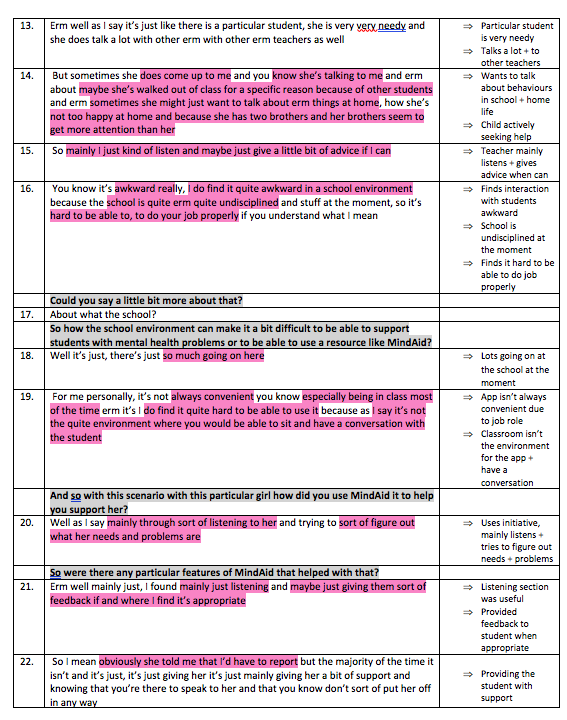 13. Erm well as I say it's just like there is a particular student, she is very very needy and
she does talk a lot with other erm with other erm teachers as well
⇒ Particular student
is very needy
⇒ Talks a lot + to
other teachers
14. But sometimes she does come up to me and you know she's talking to me and erm
about maybe she's walked out of class for a specific reason because of other students
and erm sometimes she might just want to talk about erm things at home, how she's
not too happy at home and because she has two brothers and her brothers seem to
get more attention than her
⇒ Wants to talk
about behaviours
in school + home
life
⇒ Child actively
seeking help
15. So mainly I just kind of listen and maybe just give a little bit of advice if I can
⇒ Teacher mainly
listens + gives
advice when can
16. You know it's awkward really, I do find it quite awkward in a school environment
because the school is quite erm quite undisciplined and stuff at the moment, so it's
hard to be able to, to do your job properly if you understand what I mean
⇒ Finds interaction
with students
awkward
⇒ School is
undisciplined at
the moment
⇒ Finds it hard to be
able to do job
properly
Could you say a little bit more about that?
17. About what the school?
So how the school environment can make it a bit difficult to be able to support
students with mental health problems or to be able to use a resource like MindAid?
18. Well it's just, there's just so much going on here
⇒ Lots going on at
the school at the
moment
19. For me personally, it's not always convenient you know especially being in class most
of the time erm it's I do find it quite hard to be able to use it because as I say it's not
the quite environment where you would be able to sit and have a conversation with
the student
⇒ App isn't always
convenient due
to job role
⇒ Classroom isn't
the environment
for the app +
have a
conversation
And so with this scenario with this particular girl how did you use MindAid it to help
you support her?
20. Well as I say mainly through sort of listening to her and trying to sort of figure out
what her needs and problems are
⇒ Uses initiative,
mainly listens +
tries to figure out
needs + problems
So were there any particular features of MindAid that helped with that?
21. Erm well mainly just, I found mainly just listening and maybe just giving them sort of
feedback if and where I find it's appropriate
⇒ Listening section
was useful
⇒ Provided
feedback to
student when
appropriate
22. So I mean obviously she told me that I'd have to report but the majority of the time it
isn't and it's just, it's just giving her it's just mainly giving her a bit of support and
knowing that you're there to speak to her and that you know don't sort of put her off
in any way
⇒ Providing the
student with
support